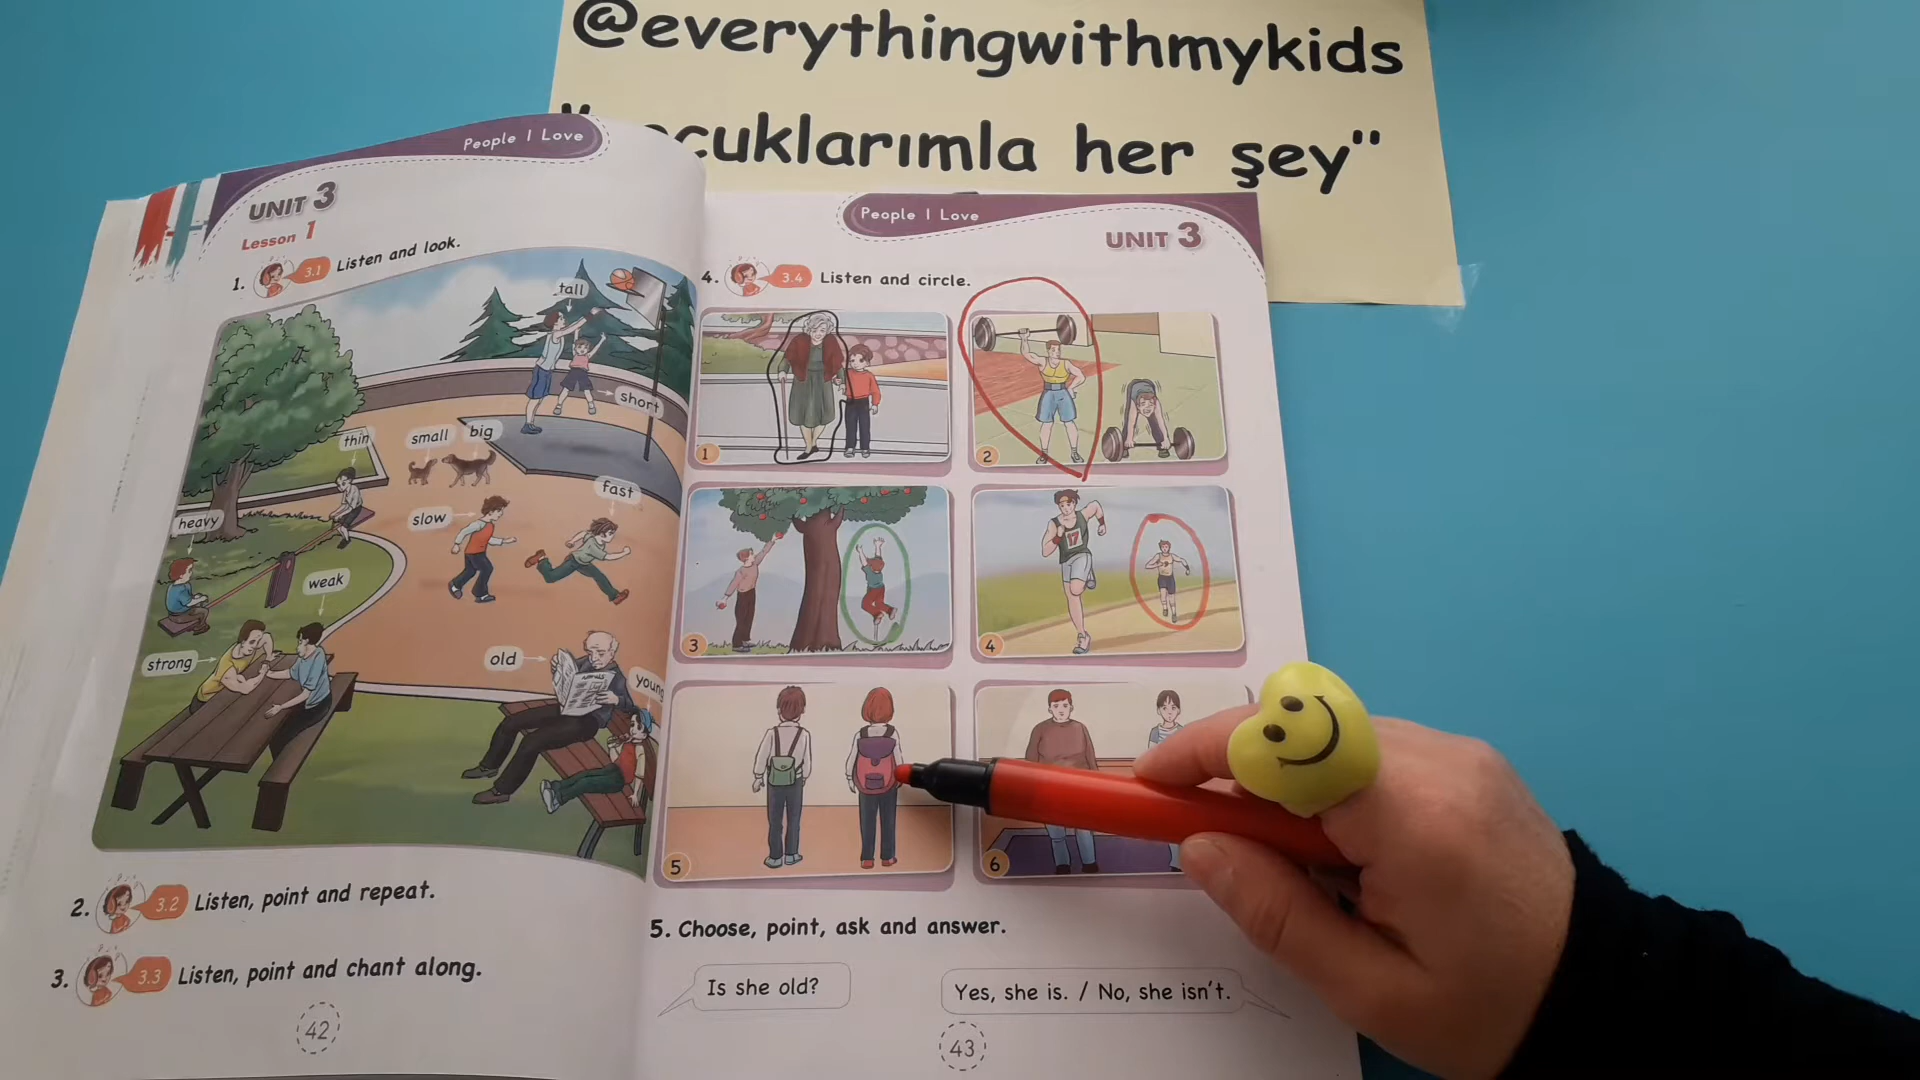 @everythingwithmykids
her şey"
People I Love
UNIT 3
Lesson 1
1. 3.1 Listen and look.
tall
short
thin
small
big
fast
slow
heavy
weak
strong
old
young
2. 3.2 Listen, point and repeat.
3. 3.3 Listen, point and chant along.
42
People I Love
UNIT 3
4. 3.4 Listen and circle.
1
2
3
17
4
5
6
5. Choose, point, ask and answer.
Is she old?
Yes, she is. / No, she isn't.
43